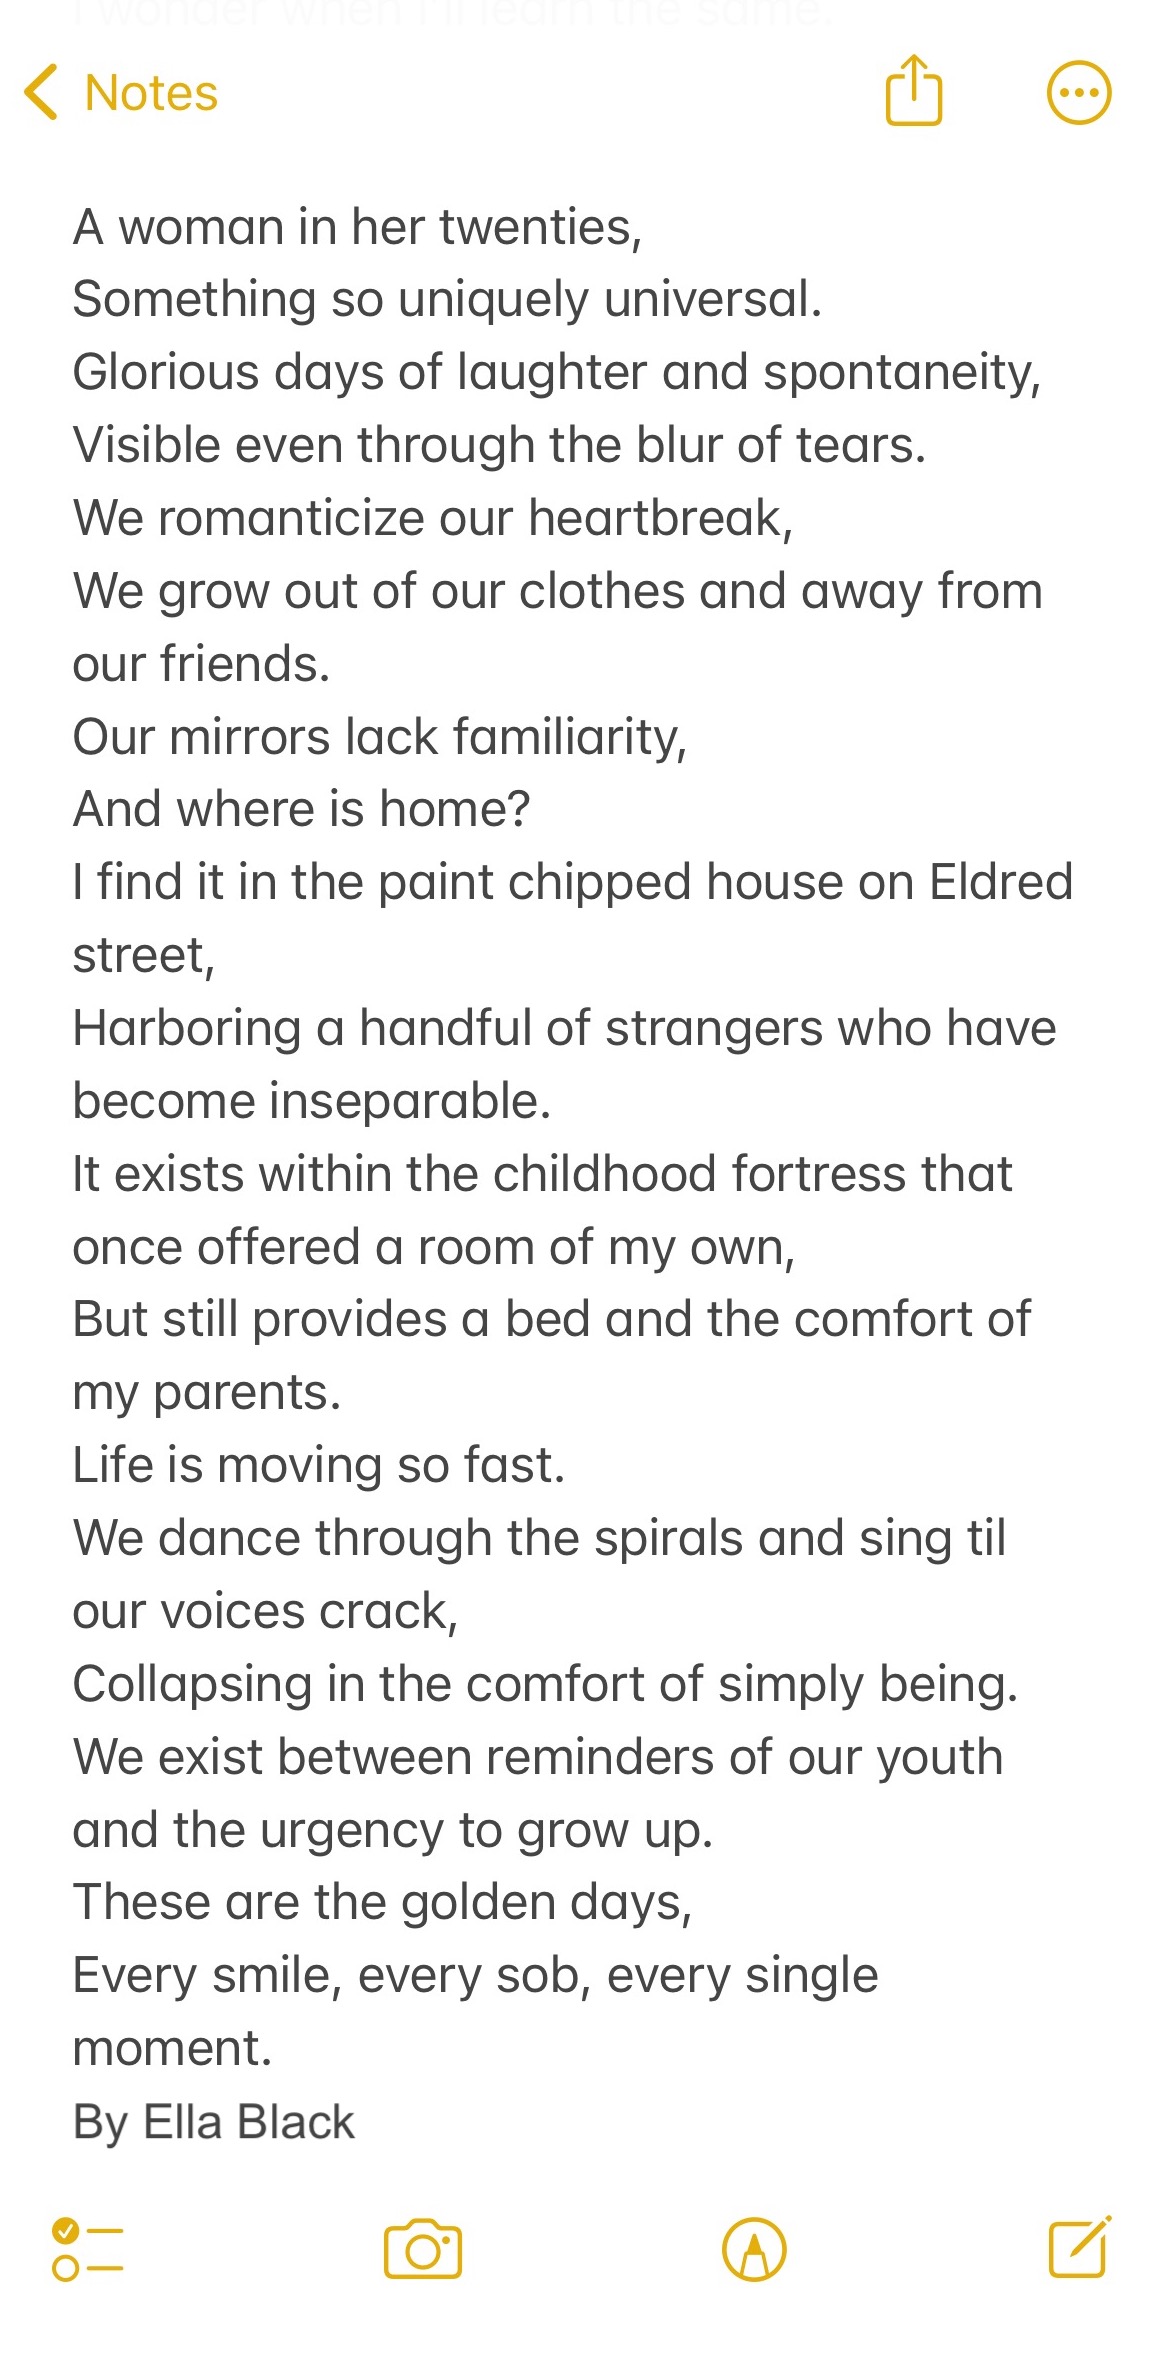 I wonder when I'll learn the same.
Notes
A woman in her twenties,
Something so uniquely universal.
Glorious days of laughter and spontaneity,
Visible even through the blur of tears.
We romanticize our heartbreak,
We grow out of our clothes and away from
our friends.
Our mirrors lack familiarity,
And where is home?
I find it in the paint chipped house on Eldred
street,
Harboring a handful of strangers who have
become inseparable.
It exists within the childhood fortress that
once offered a room of my own,
But still provides a bed and the comfort of
my parents.
Life is moving so fast.
We dance through the spirals and sing til
our voices crack,
Collapsing in the comfort of simply being.
We exist between reminders of our youth
and the urgency to grow up.
These are the golden days,
Every smile, every sob, every single
moment.
By Ella Black